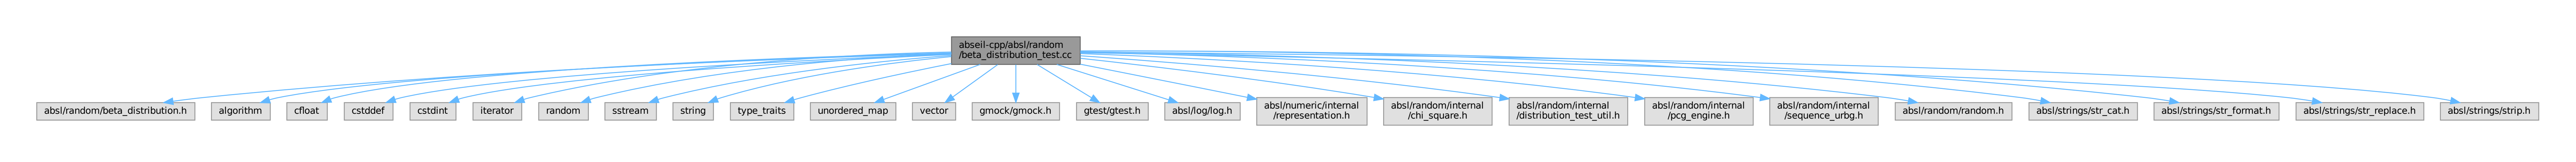 abseil-cpp/absl/random
/beta_distribution_test.cc
absl/random/beta_distribution.h
algorithm
cfloat
cstddef
cstdint
iterator
random
sstream
string
type_traits
unordered_map
vector
gmock/gmock.h
gtest/gtest.h
absl/log/log.h
absl/numeric/internal
/representation.h
absl/random/internal
/chi_square.h
absl/random/internal
/distribution_test_util.h
absl/random/internal
/pcg_engine.h
absl/random/internal
/sequence_urbg.h
absl/random/random.h
absl/strings/str_cat.h
absl/strings/str_format.h
absl/strings/str_replace.h
absl/strings/strip.h